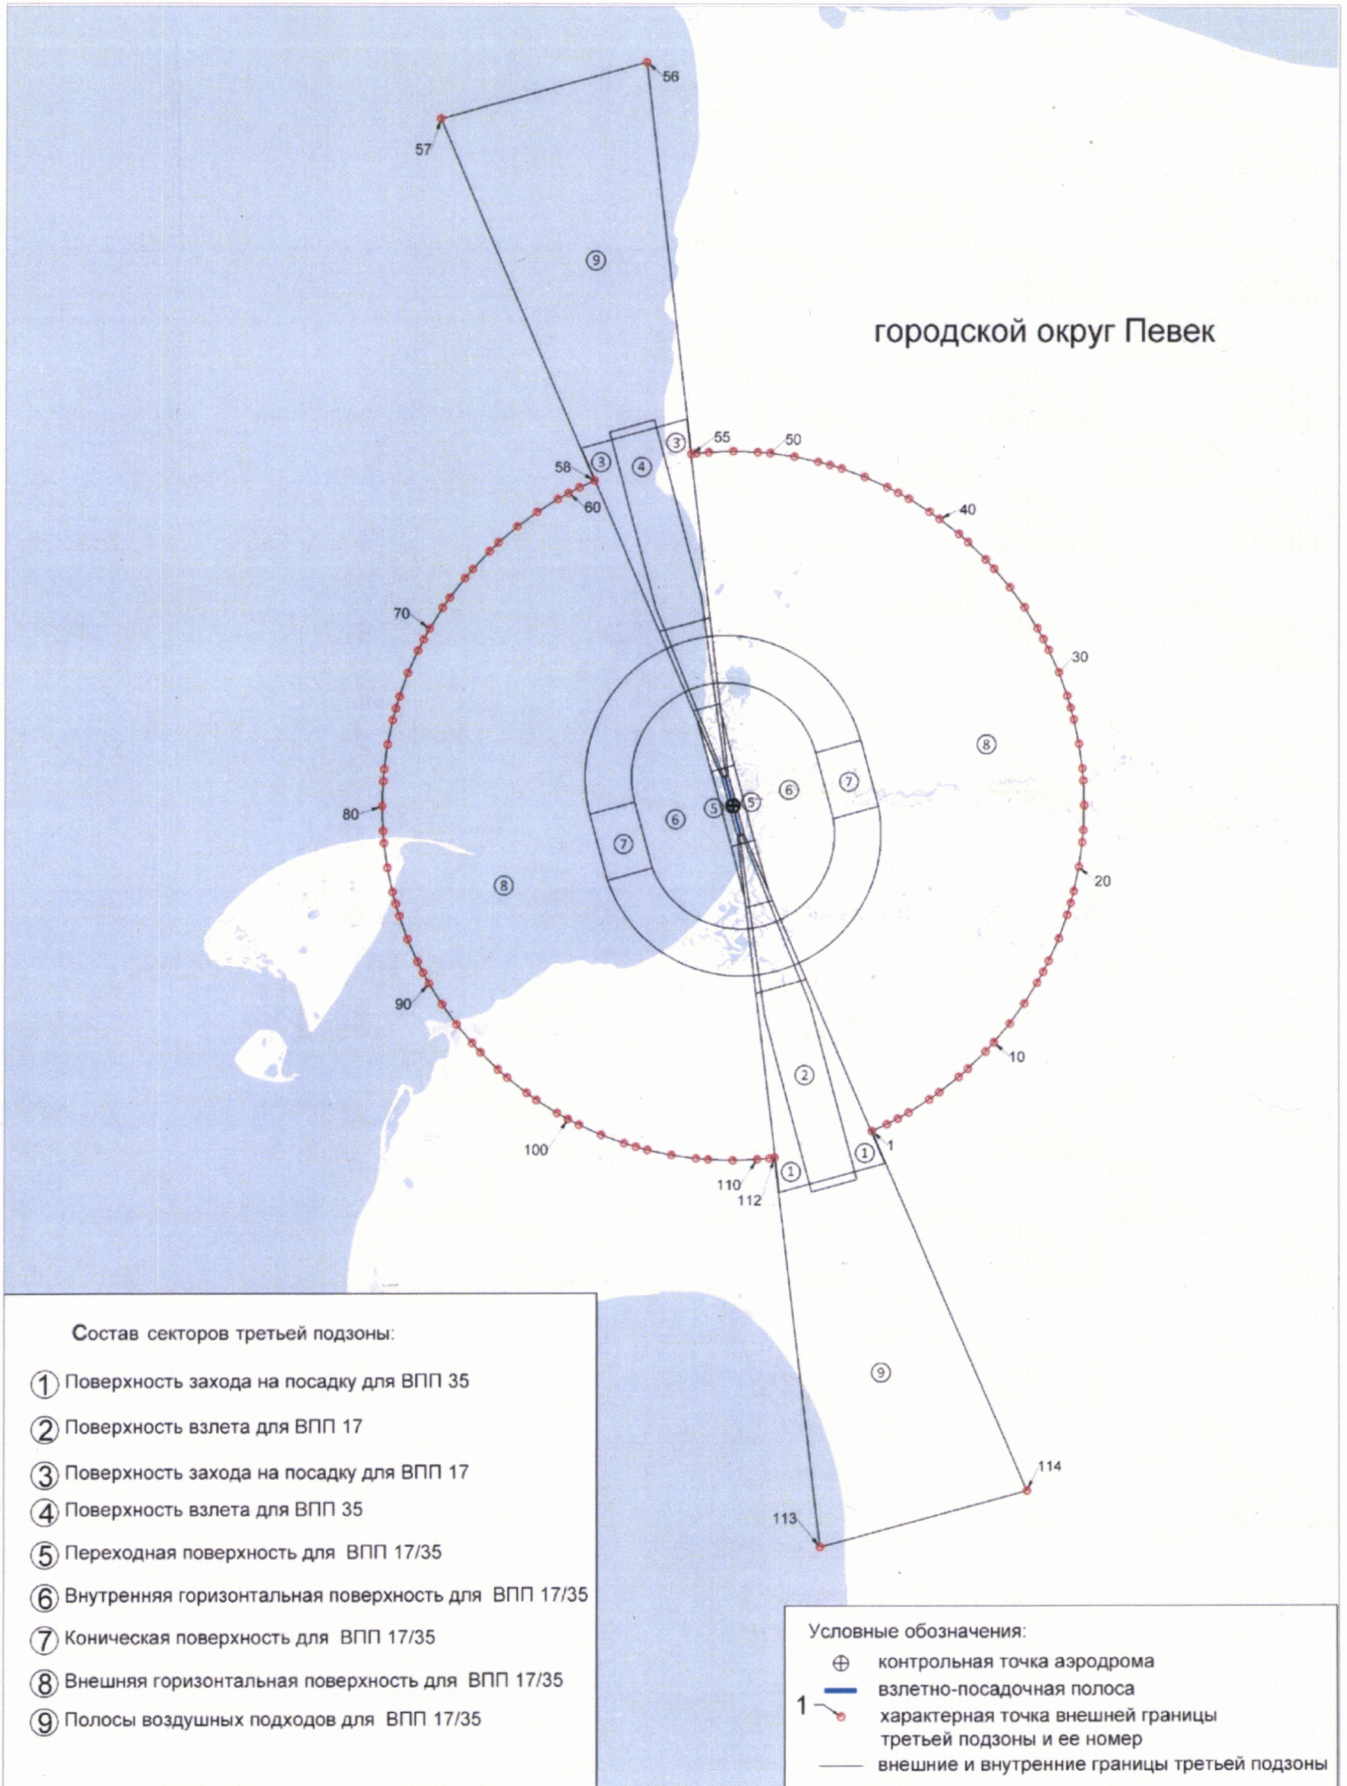 56
57
9
городской округ Певек
3
55
50
58
3
4
60
40
70
30
8
7
6
80
5
5
6
7
8
20
90
10
2
100
1
1
1
110
112
9
114
113
Состав секторов третьей подзоны:
1 Поверхность захода на посадку для ВПП 35
2 Поверхность взлета для ВПП 17
3 Поверхность захода на посадку для ВПП 17
4 Поверхность взлета для ВПП 35
5 Переходная поверхность для ВПП 17/35
6 Внутренняя горизонтальная поверхность для ВПП 17/35
7 Коническая поверхность для ВПП 17/35
8 Внешняя горизонтальная поверхность для ВПП 17/35
9 Полосы воздушных подходов для ВПП 17/35
Условные обозначения:
контрольная точка аэродрома
взлетно-посадочная полоса
1 характерная точка внешней границы
третьей подзоны и ее номер
внешние и внутренние границы третьей подзоны